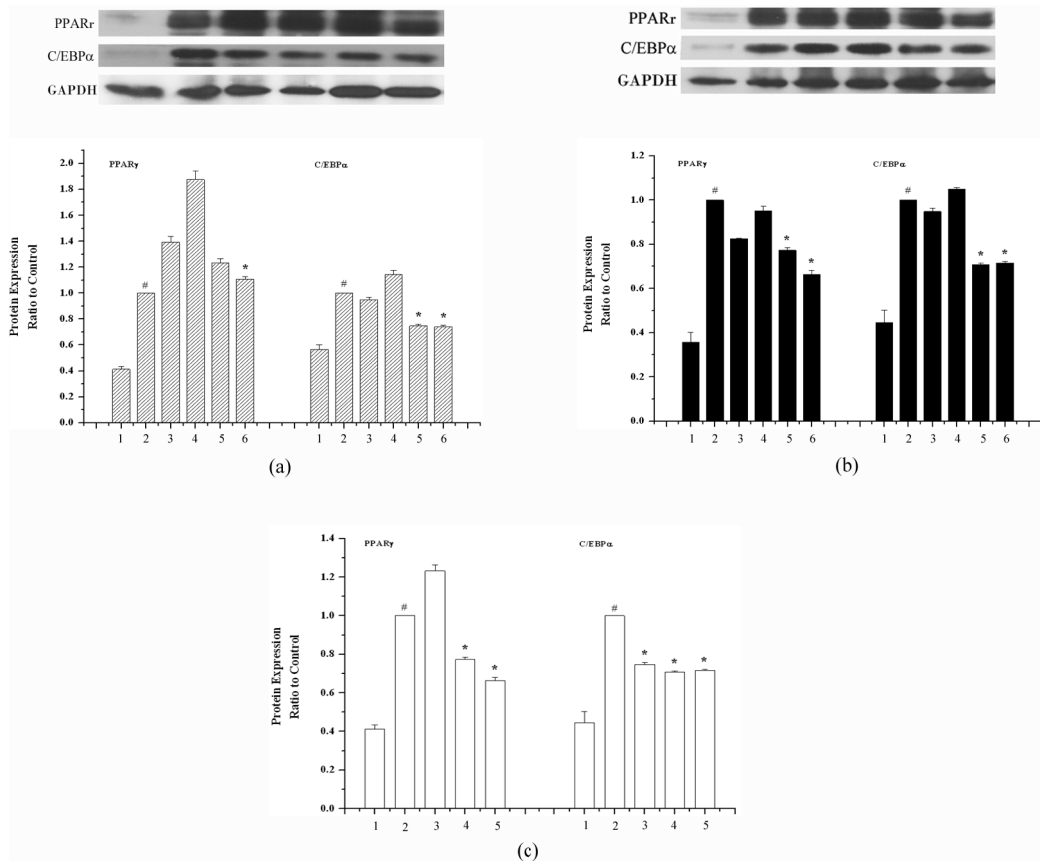 PPARr
C/EBPα
GAPDH
PPARγ
C/EBPα
Protein Expression
Ratio to Control
2.0
1.8
1.6
1.4
1.2
1.0
0.8
0.6
0.4
0.2
0.0
#
*
#
*
*
1 2 3 4 5 6 1 2 3 4 5 6
(a)
PPARr
C/EBPα
GAPDH
PPARγ
C/EBPα
Protein Expression
Ratio to Control
1.2
1.0
0.8
0.6
0.4
0.2
0.0
#
*
*
#
*
*
1 2 3 4 5 6 1 2 3 4 5 6
(b)
PPARγ
C/EBPα
Protein Expression
Ratio to Control
1.4
1.2
1.0
0.8
0.6
0.4
0.2
0.0
#
*
*
#
*
*
*
1 2 3 4 5 1 2 3 4 5
(c)